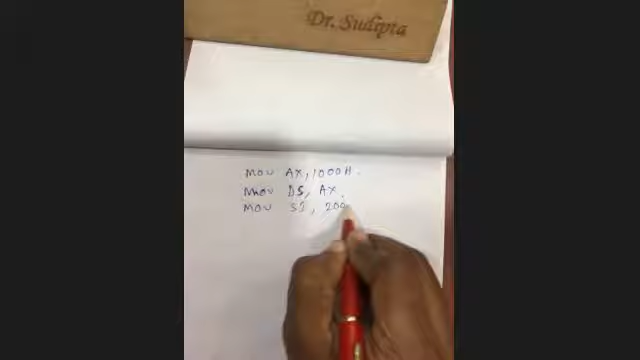 Dr. Sudipta
MOV AX, 1000H.
MOV DS, AX.
MOV SI, 200